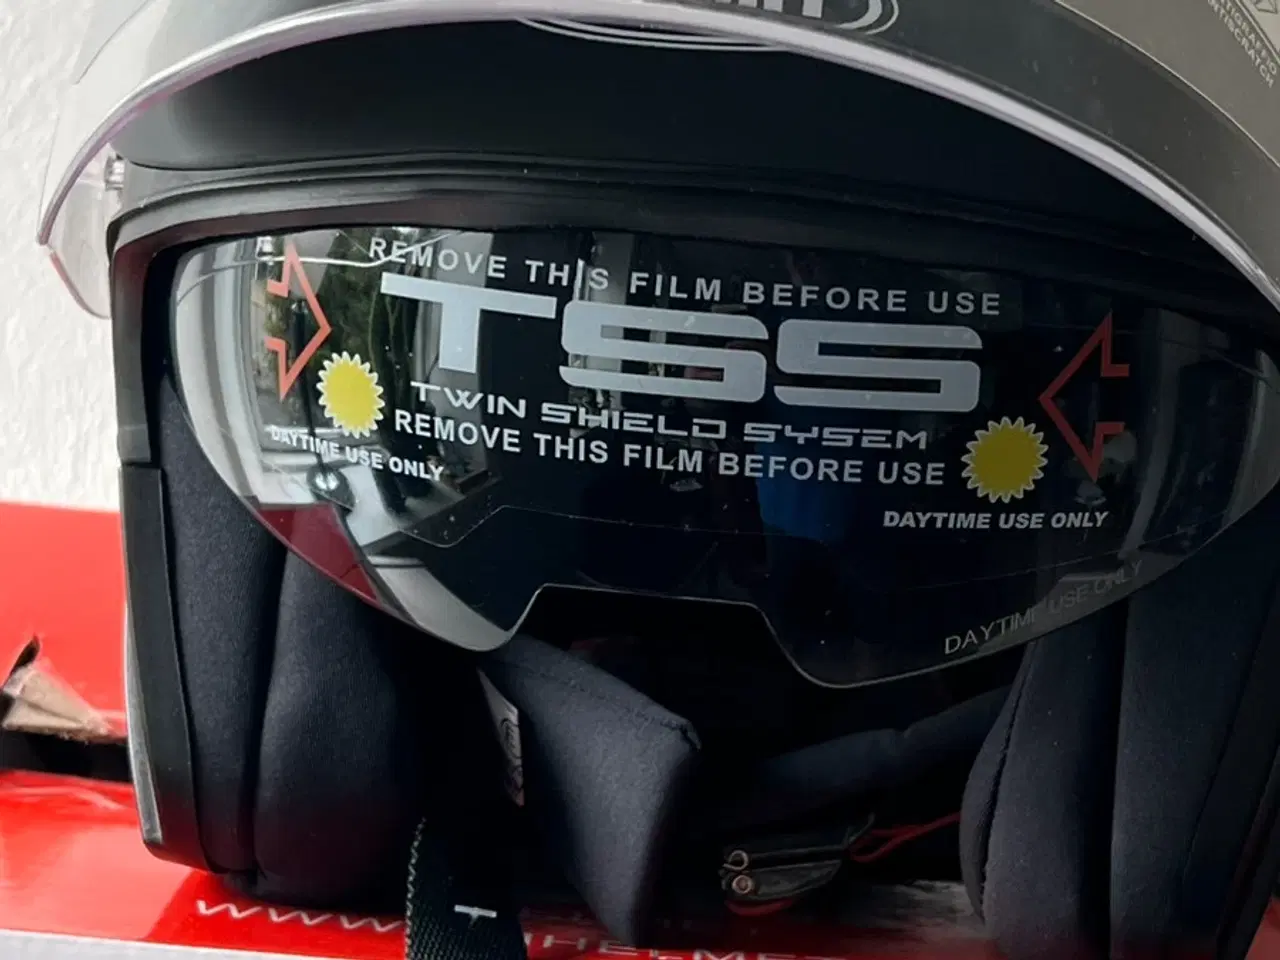 ANTISCRATCH
REMOVE THIS FILM BEFORE USE
TSS
TWIN SHIELD SYSEM
REMOVE THIS FILM BEFORE USE
DAYTIME USE ONLY
DAYTIME USE ONLY
DAYTIME USE ONLY